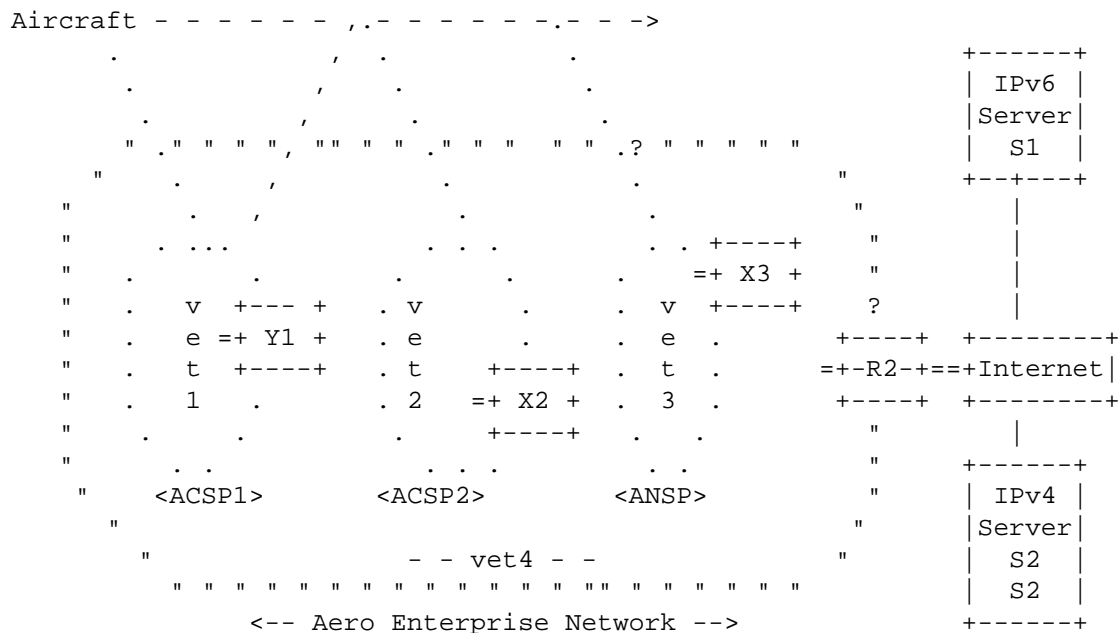 Aircraft - - - - - - ,.- - - - - -.- - - ->
. , . . +------+
. , . . | IPv6 |
. , . . |Server|
" ." " " ", "" " " ." " " " " .? " " " " " | S1 |
" . , . . " +--+---+
" . , . . " |
" . ... . . . . . +----+ " |
" . . . . . =+ X3 + " |
" . v +--- + . v . v +----+ ? |
" . e =+ Y1 + . e . . e . +----+ +--------+
" . t +----+ . t +----+ . t . =+-R2-+==+Internet|
" . 1 . . 2 =+ X2 + . 3 . +----+ +--------+
" . . . +----+ . . " |
" . . . . . . . " +------+
" <ACSP1> <ACSP2> <ANSP> " | IPv4 |
" " |Server|
" - - vet4 - - " | S2 |
" " " " " " " " " " " " " "" " " " " " " | S2 |
<-- Aero Enterprise Network --> +------+